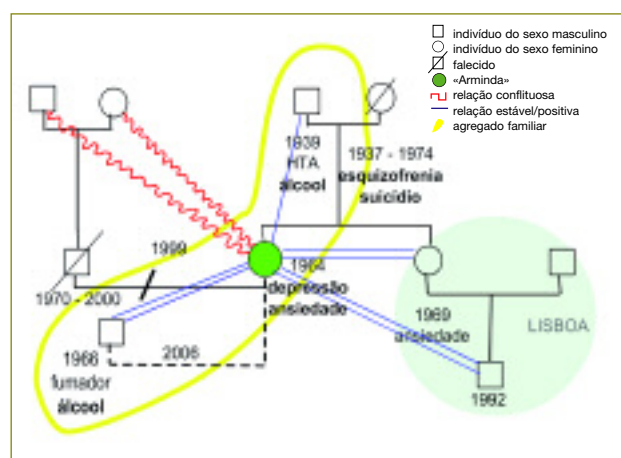 indivíduo do sexo masculino
indivíduo do sexo feminino
falecido
«Arminda»
relação conflituosa
relação estável/positiva
agregado familiar
1939
HTA
álcool
1937 - 1974
esquizofrenia
suicídio
1999
1964
depressão
ansiedade
1970 - 2000
1969
ansiedade
LISBOA
1966
fumador
álcool
2006
1992